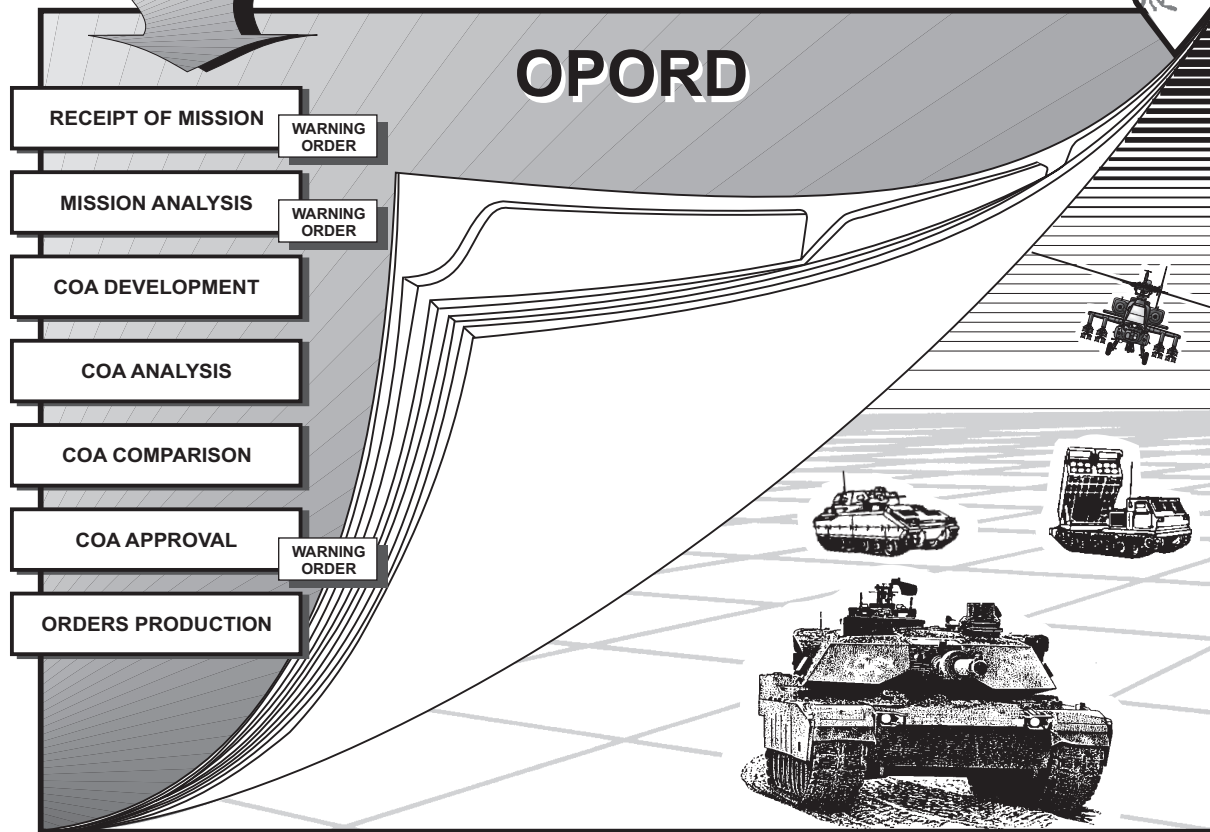 OPORD
RECEIPT OF MISSION
WARNING
ORDER
MISSION ANALYSIS
WARNING
ORDER
COA DEVELOPMENT
COA ANALYSIS
COA COMPARISON
COA APPROVAL
WARNING
ORDER
ORDERS PRODUCTION